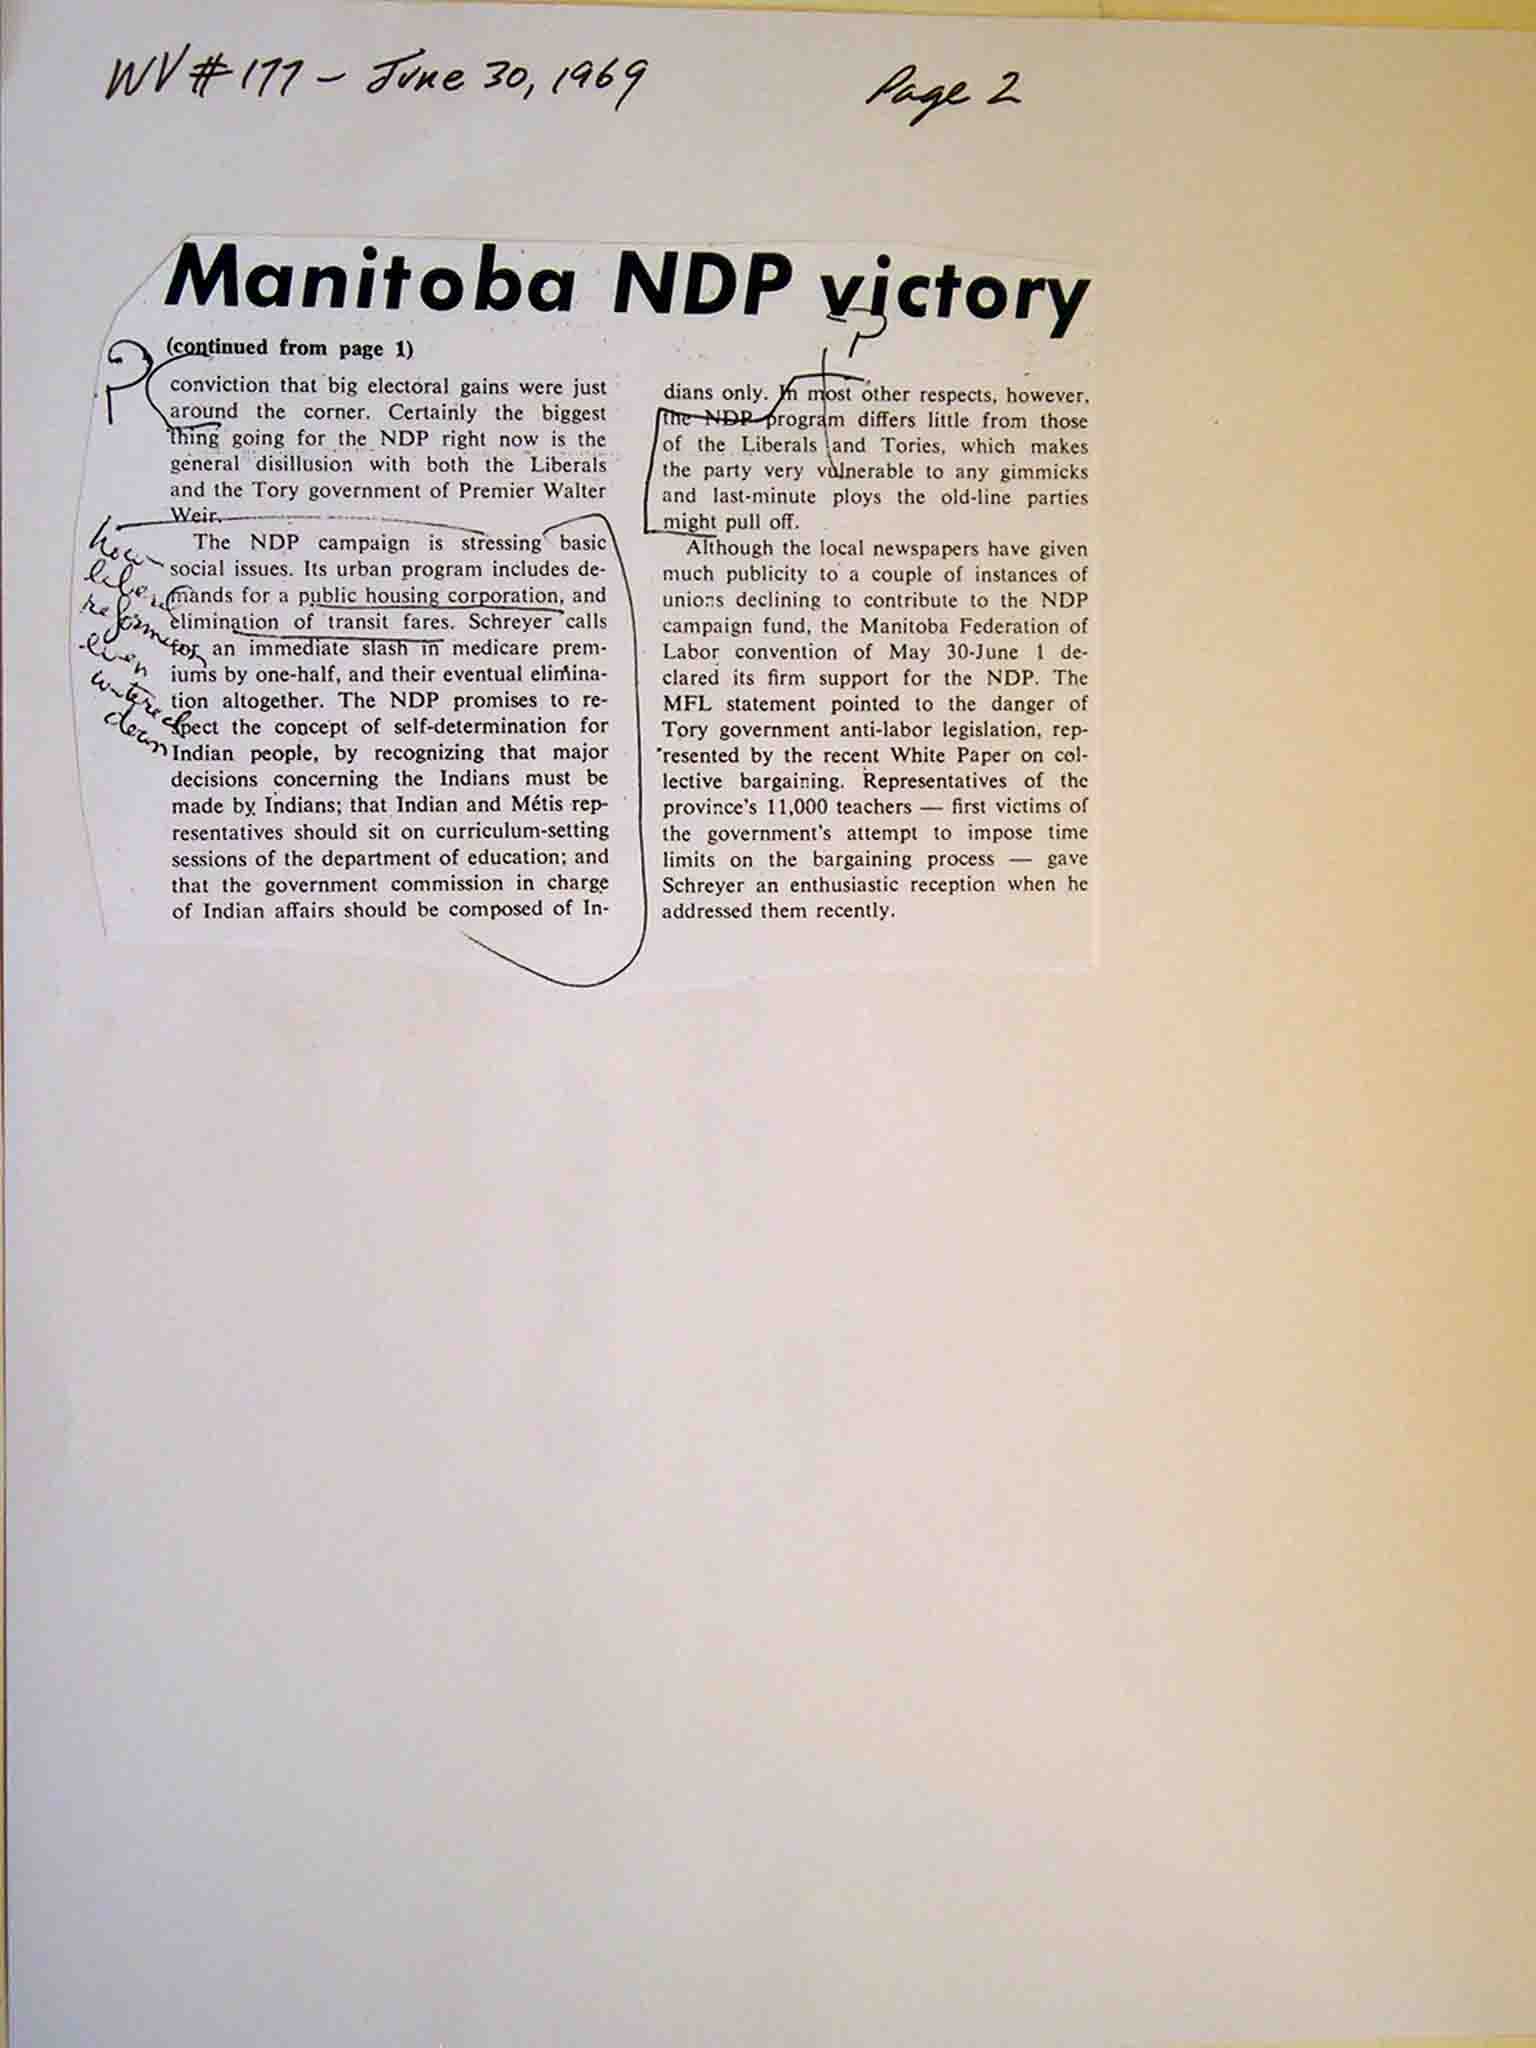 WV #177 – June 30, 1969
Page 2
Manitoba NDP victory
(continued from page 1)
conviction that big electoral gains were just
around the corner. Certainly the biggest
thing going for the NDP right now is the
general disillusion with both the Liberals
and the Tory government of Premier Walter
Weir.
The NDP campaign is stressing basic
social issues. Its urban program includes de-
mands for a public housing corporation, and
elimination of transit fares. Schreyer calls
for an immediate slash in medicare prem-
iums by one-half, and their eventual elimina-
tion altogether. The NDP promises to re-
spect the concept of self-determination for
Indian people, by recognizing that major
decisions concerning the Indians must be
made by Indians; that Indian and Métis rep-
resentatives should sit on curriculum-setting
sessions of the department of education; and
that the government commission in charge
of Indian affairs should be composed of In-
dians only. In most other respects, however,
the NDP program differs little from those
of the Liberals and Tories, which makes
the party very vulnerable to any gimmicks
and last-minute ploys the old-line parties
might pull off.
Although the local newspapers have given
much publicity to a couple of instances of
unions declining to contribute to the NDP
campaign fund, the Manitoba Federation of
Labor convention of May 30-June 1 de-
clared its firm support for the NDP. The
MFL statement pointed to the danger of
Tory government anti-labor legislation, rep-
resented by the recent White Paper on col-
lective bargaining. Representatives of the
province's 11,000 teachers — first victims of
the government's attempt to impose time
limits on the bargaining process — gave
Schreyer an enthusiastic reception when he
addressed them recently.
how
even
watered
down